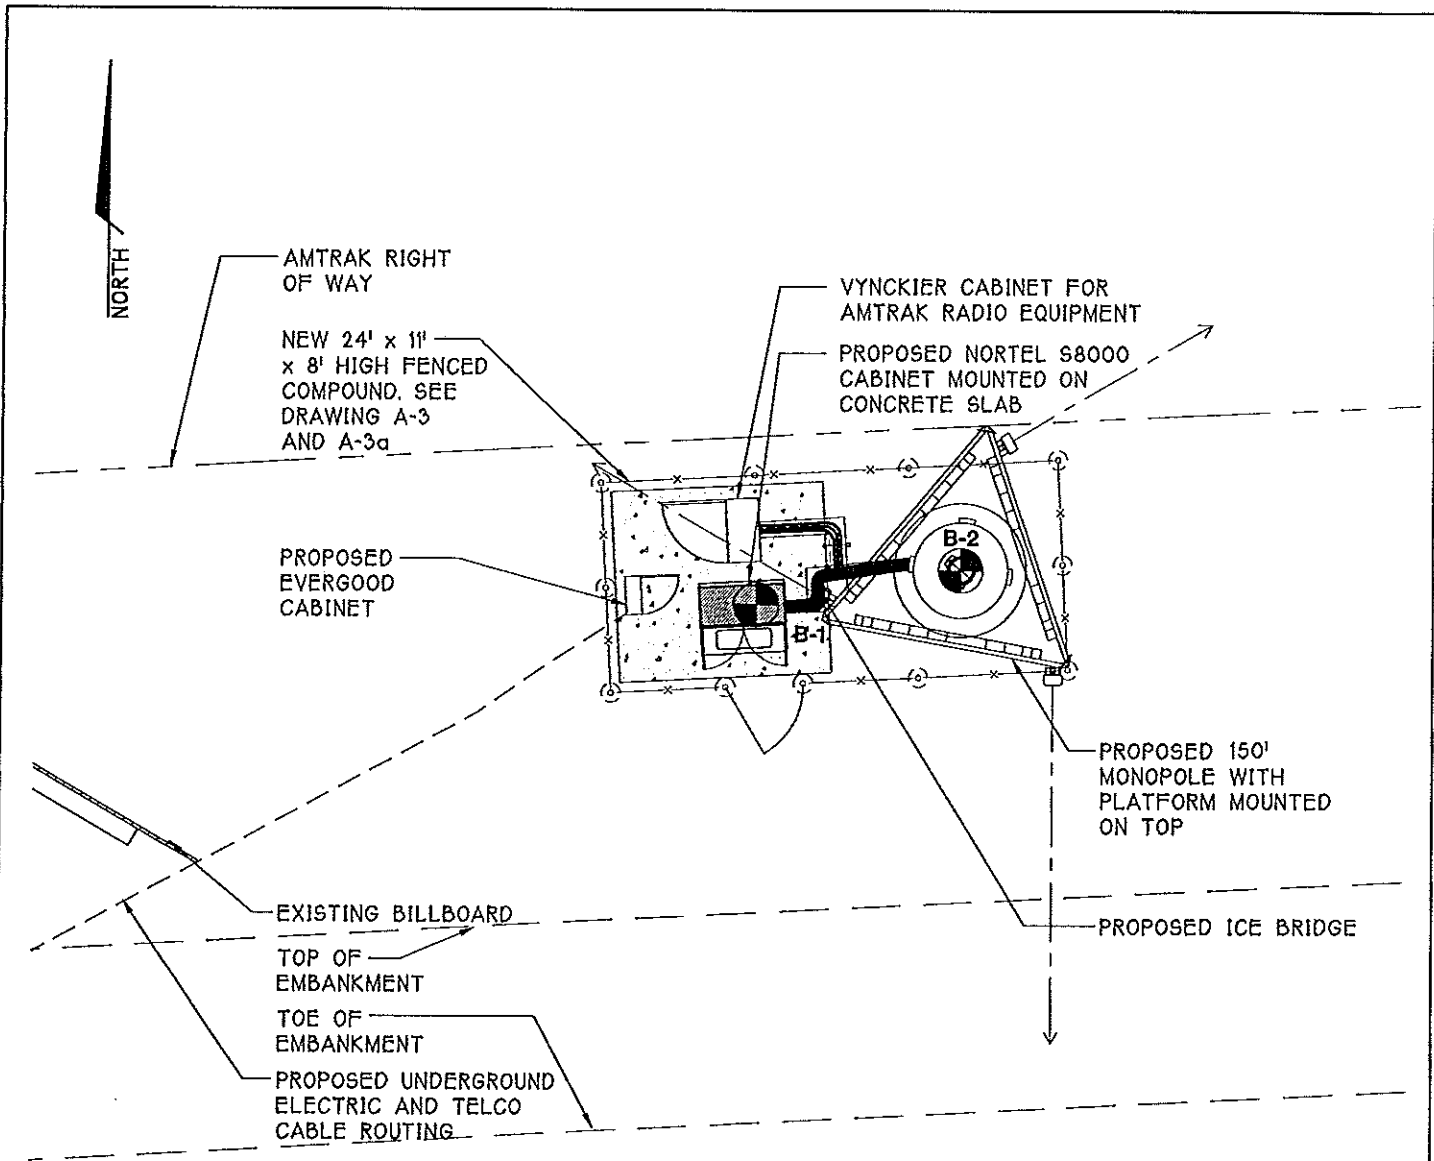 NORTH
AMTRAK RIGHT
OF WAY
NEW 24' x 11'
x 8' HIGH FENCED
COMPOUND. SEE
DRAWING A-3
AND A-3a
VYNCKIER CABINET FOR
AMTRAK RADIO EQUIPMENT
PROPOSED NORTEL S8000
CABINET MOUNTED ON
CONCRETE SLAB
PROPOSED
EVERGOOD
CABINET
B-2
B-1
PROPOSED 150'
MONOPOLE WITH
PLATFORM MOUNTED
ON TOP
EXISTING BILLBOARD
PROPOSED ICE BRIDGE
TOP OF
EMBANKMENT
TOE OF
EMBANKMENT
PROPOSED UNDERGROUND
ELECTRIC AND TELCO
CABLE ROUTING